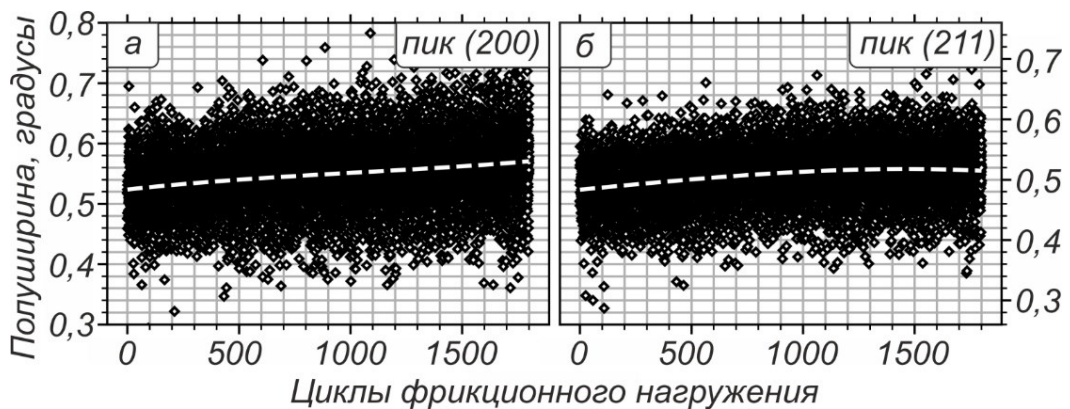 Полуширина, градусы
0,8
0,7
0,6
0,5
0,4
0,3
а
пик (200)
0 500 1000 1500
б
пик (211)
0,7
0,6
0,5
0,4
0,3
0 500 1000 1500
Циклы фрикционного нагружения